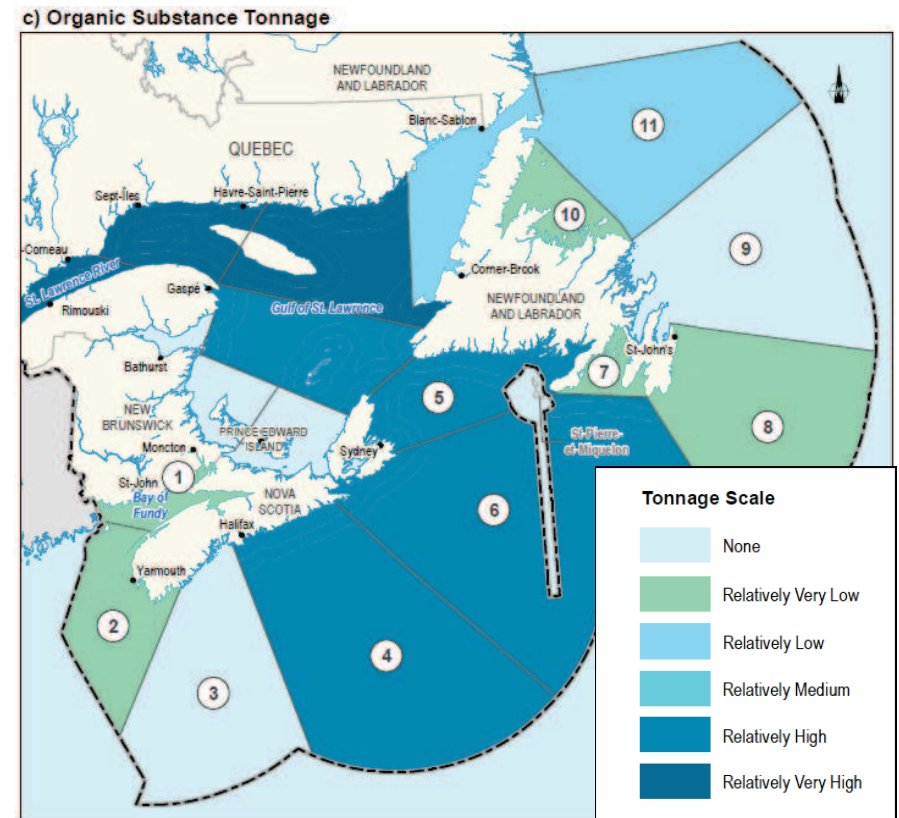 c) Organic Substance Tonnage
NEWFOUNDLAND
AND LABRADOR
Blanc-Sablon
11
QUEBEC
Sept-Îles
Havre-Saint-Pierre
10
-Comeau
9
St. Lawrence River
Corner-Brook
Gaspé
Gulf of St. Lawrence
NEWFOUNDLAND
AND LABRADOR
Rimouski
St-John's
Bathurst
7
5
8
NEW
BRUNSWICK
PRINCE EDWARD
ISLAND
St-Pierre-
et-Miquelon
Moncton
Sydney
1
St-John
Bay of
Fundy
NOVA
SCOTIA
6
Halifax
Yarmouth
2
4
3
Tonnage Scale
None
Relatively Very Low
Relatively Low
Relatively Medium
Relatively High
Relatively Very High